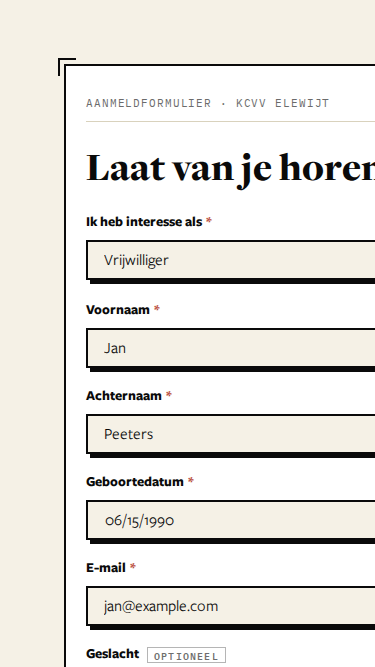 AANMELDFORMULIER · KCVV ELEWIJT
Laat van je horen
Ik heb interesse als *
Vrijwilliger
Voornaam *
Jan
Achternaam *
Peeters
Geboortedatum *
06/15/1990
E-mail *
jan@example.com
Geslacht OPTIONEEL